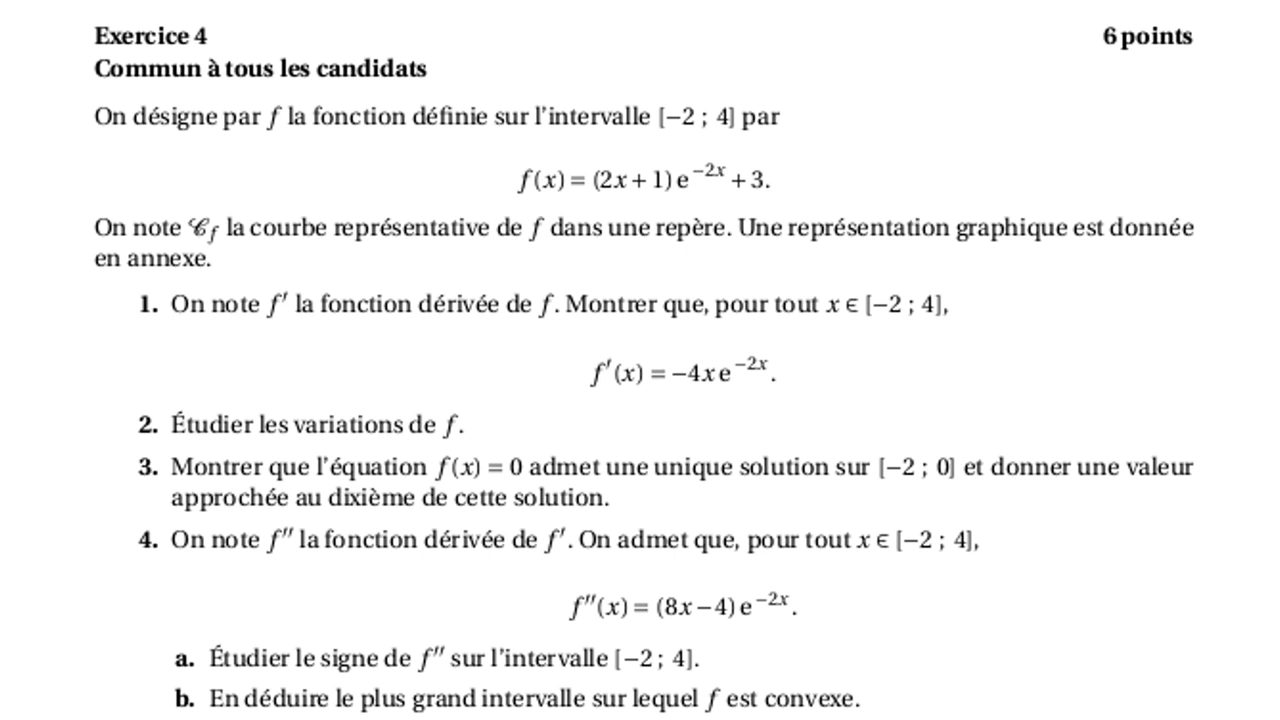 Exercice 4 6 points
Commun à tous les candidats
On désigne par f la fonction définie sur l'intervalle [−2 ; 4] par
f(x) = (2x + 1) e^{−2x} + 3.
On note 𝒞_f la courbe représentative de f dans une repère. Une représentation graphique est donnée
en annexe.
1. On note f′ la fonction dérivée de f. Montrer que, pour tout x ∈ [−2 ; 4],
f′(x) = −4x e^{−2x}.
2. Étudier les variations de f.
3. Montrer que l'équation f(x) = 0 admet une unique solution sur [−2 ; 0] et donner une valeur
approchée au dixième de cette solution.
4. On note f″ la fonction dérivée de f′. On admet que, pour tout x ∈ [−2 ; 4],
f″(x) = (8x − 4) e^{−2x}.
a. Étudier le signe de f″ sur l'intervalle [−2 ; 4].
b. En déduire le plus grand intervalle sur lequel f est convexe.